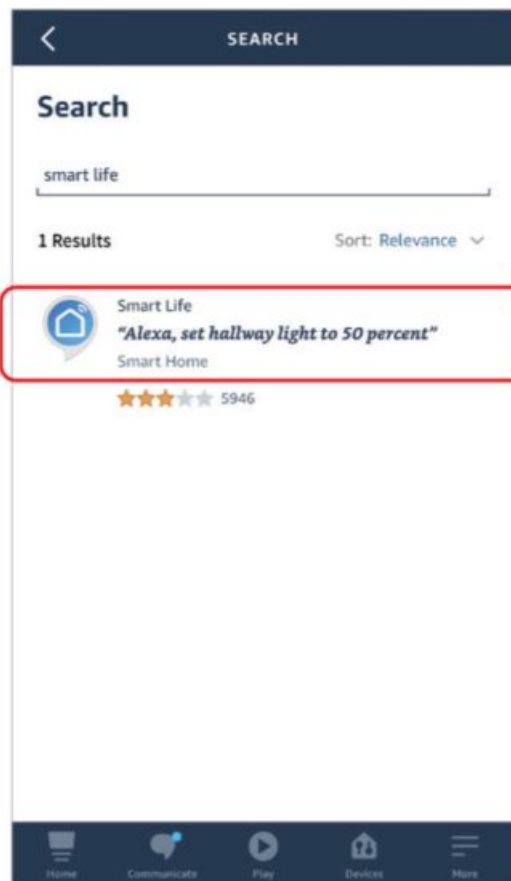 SEARCH
Search
smart life
1 Results
Sort: Relevance
Smart Life
“Alexa, set hallway light to 50 percent”
Smart Home
5946
Home
Communicate
Play
Devices
More